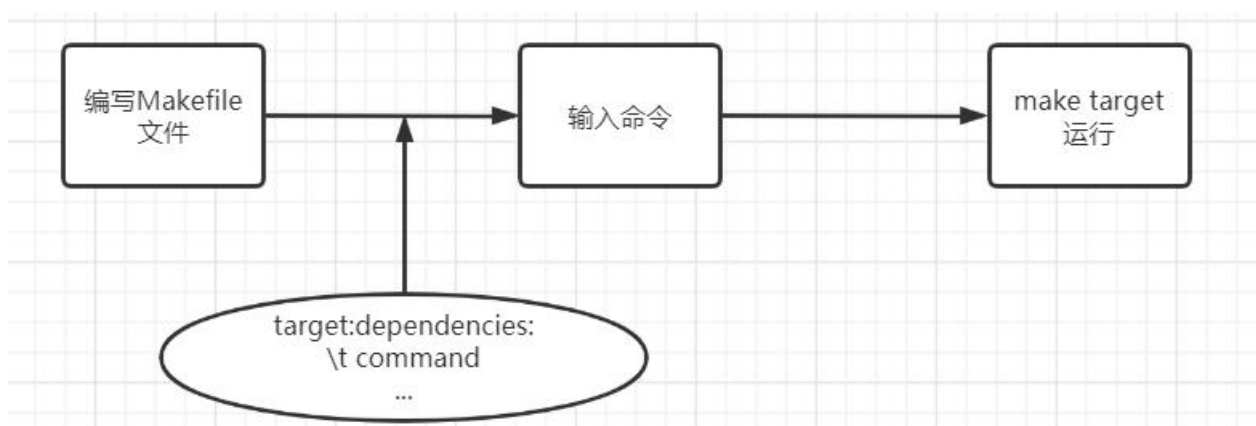 编写Makefile
文件
输入命令
make target
运行
target:dependencies:
\t command
...